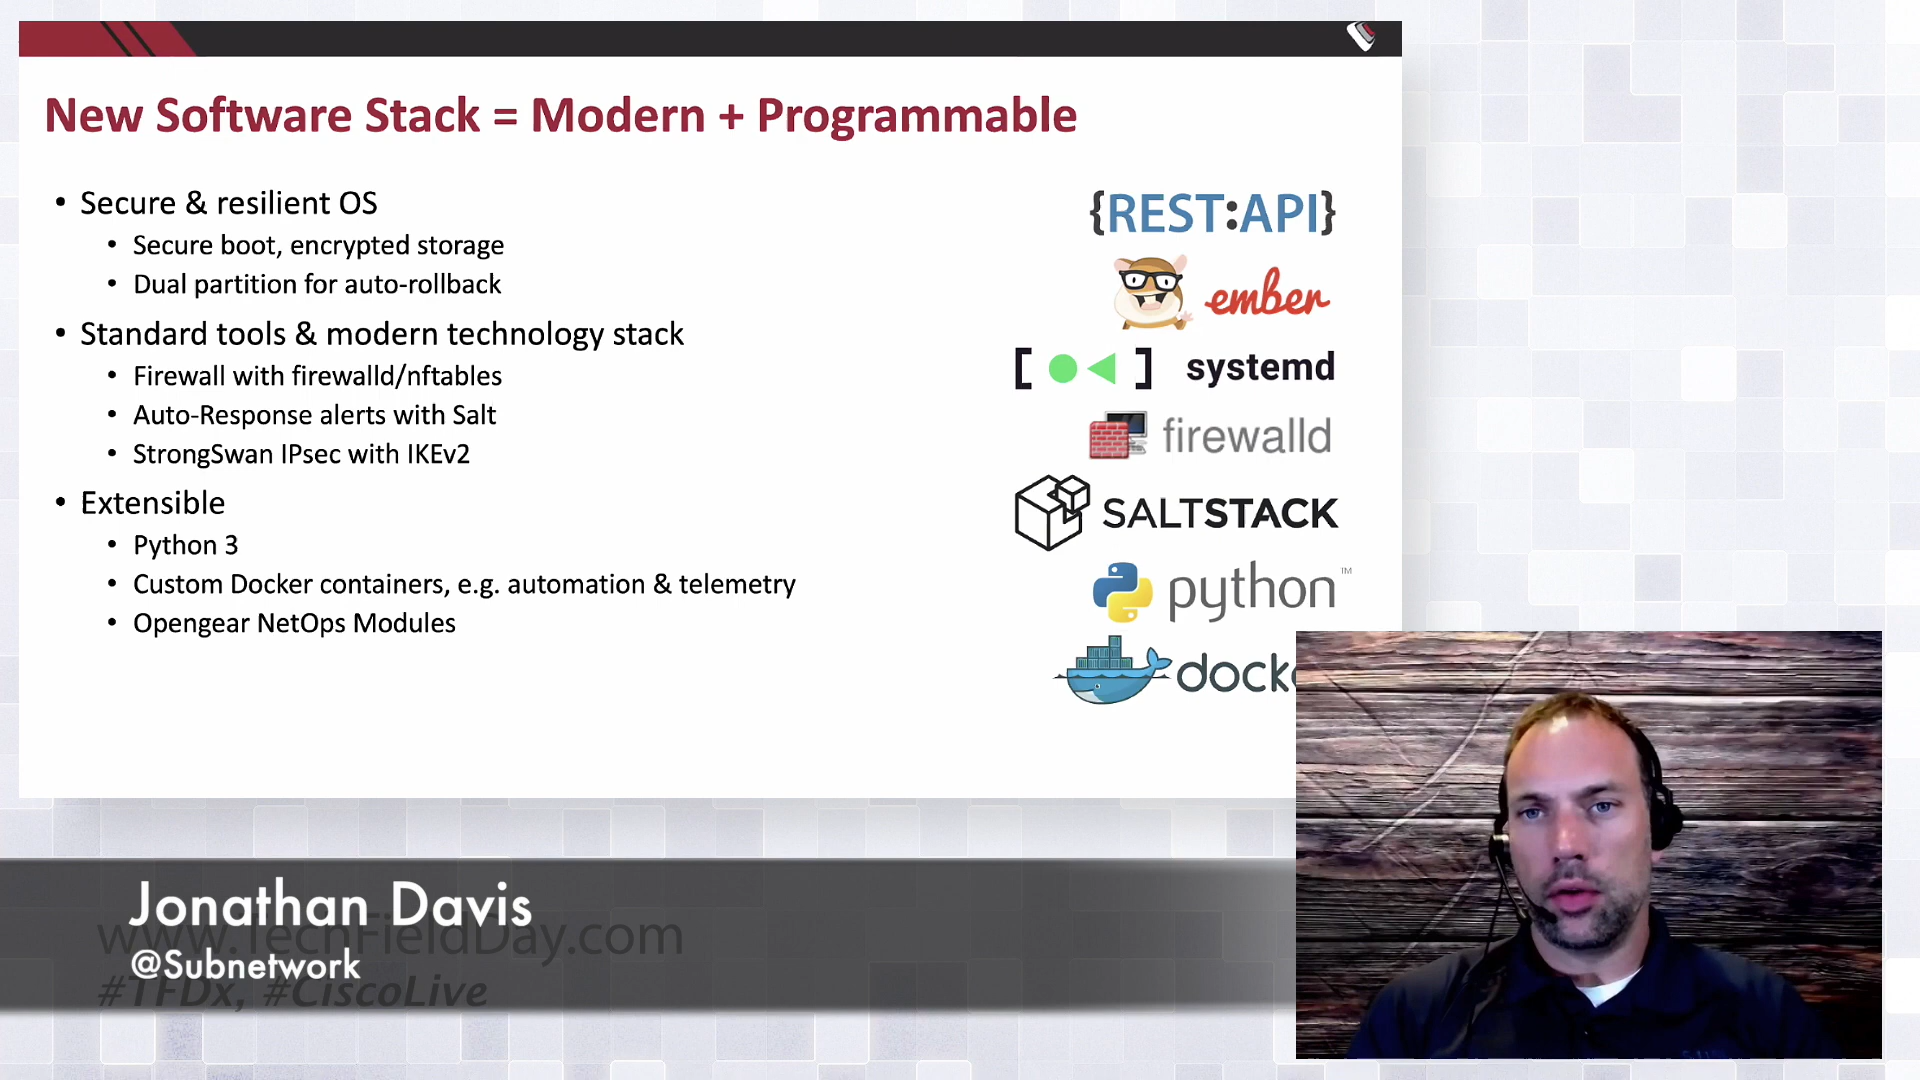 New Software Stack = Modern + Programmable
• Secure & resilient OS
• Secure boot, encrypted storage
• Dual partition for auto-rollback
• Standard tools & modern technology stack
• Firewall with firewalld/nftables
• Auto-Response alerts with Salt
• StrongSwan IPsec with IKEv2
• Extensible
• Python 3
• Custom Docker containers, e.g. automation & telemetry
• Opengear NetOps Modules
{REST:API}
ember
systemd
firewalld
SALTSTACK
python™
dock
Jonathan Davis
www.TechFieldDay.com
@Subnetwork
#TFDx, #CiscoLive